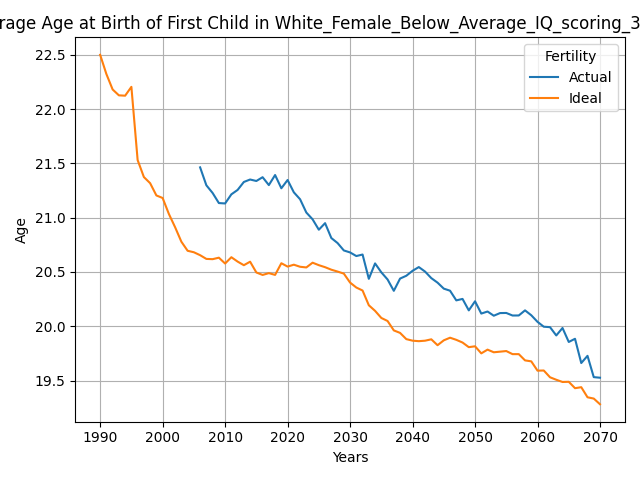 rage Age at Birth of First Child in White_Female_Below_Average_IQ_scoring_3
Fertility
Actual
Ideal
22.5
22.0
21.5
21.0
20.5
20.0
19.5
Age
1990 2000 2010 2020 2030 2040 2050 2060 2070
Years